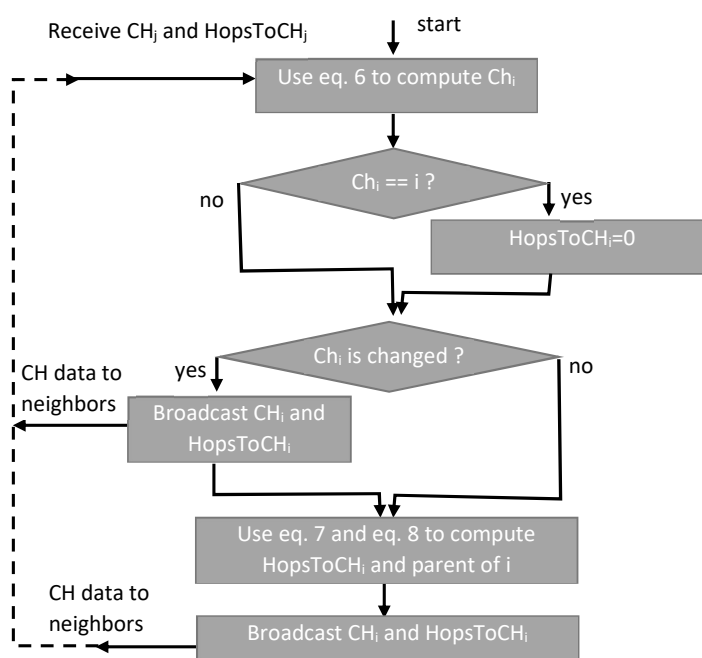 start
Receive CHⱼ and HopsToCHⱼ
Use eq. 6 to compute Chᵢ
Chᵢ == i ?
no
yes
HopsToCHᵢ=0
Chᵢ is changed ?
yes
no
CH data to
neighbors
Broadcast CHᵢ and
HopsToCHᵢ
Use eq. 7 and eq. 8 to compute
HopsToCHᵢ and parent of i
CH data to
neighbors
Broadcast CHᵢ and HopsToCHᵢ